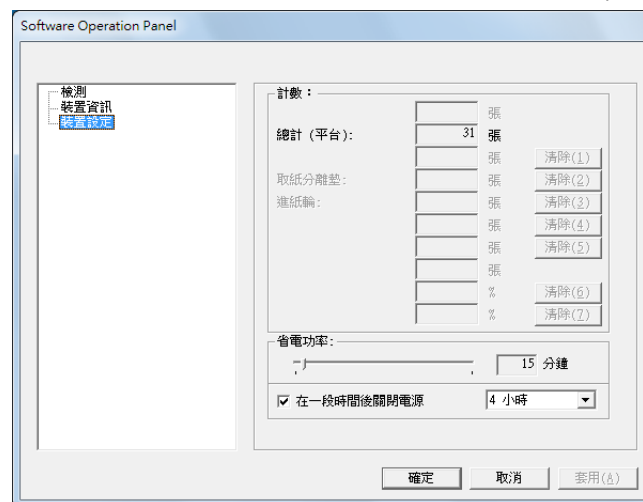 Software Operation Panel
檢測
裝置資訊
裝置設定
計數：
張
總計 (平台): 31 張
張 清除(1)
取紙分離墊: 張 清除(2)
進紙輪: 張 清除(3)
張 清除(4)
張 清除(5)
張
% 清除(6)
% 清除(7)
省電功率:
15 分鐘
在一段時間後關閉電源 4 小時
確定 取消 套用(A)